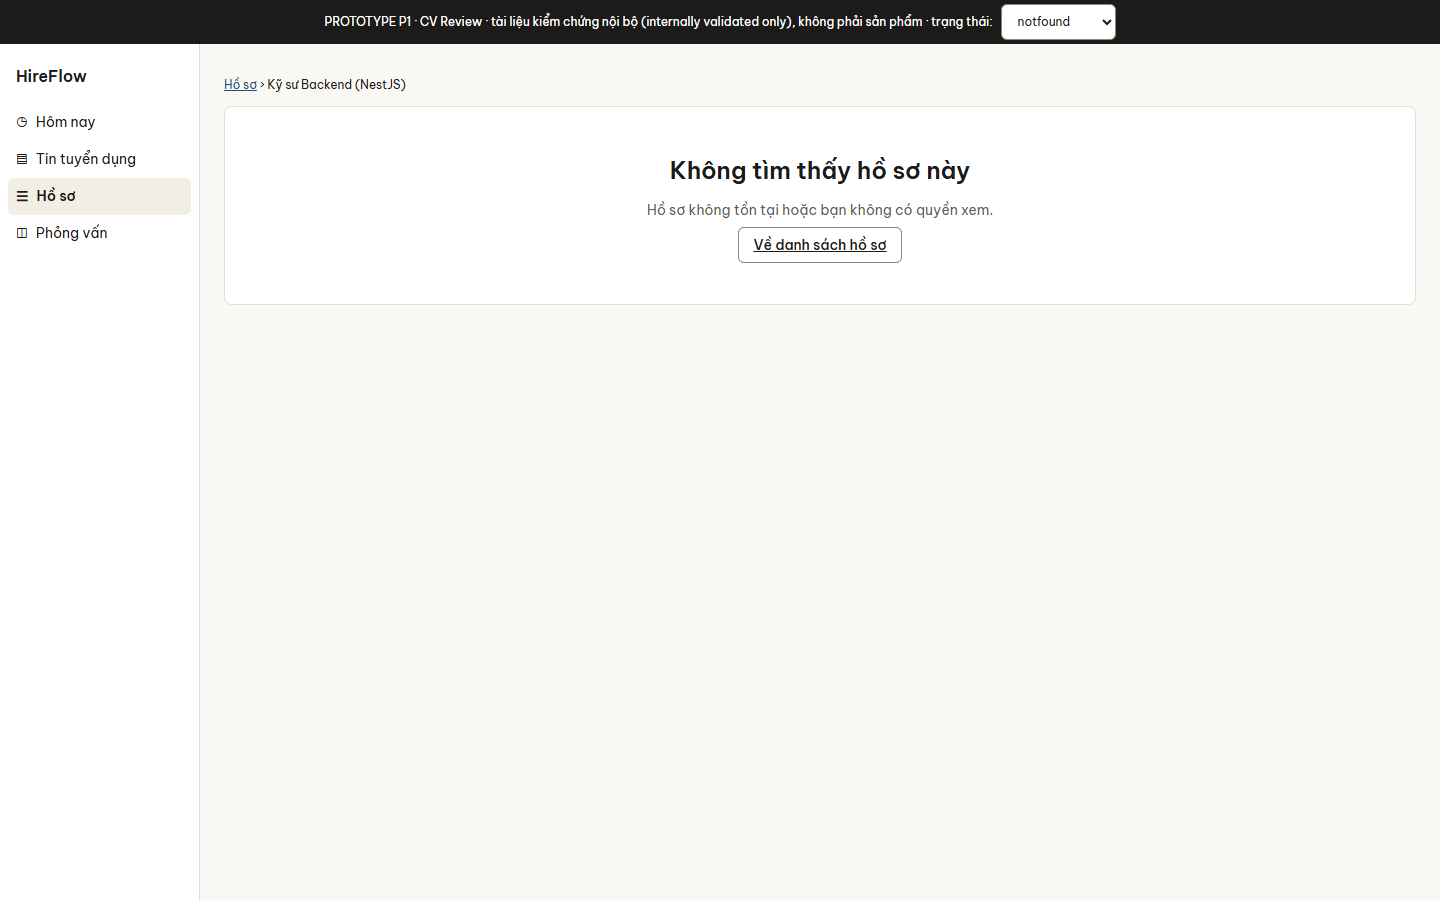 PROTOTYPE P1 · CV Review · tài liệu kiểm chứng nội bộ (internally validated only), không phải sản phẩm · trạng thái: notfound
HireFlow
Hôm nay
Tin tuyển dụng
Hồ sơ
Phỏng vấn
Hồ sơ › Kỹ sư Backend (NestJS)
Không tìm thấy hồ sơ này
Hồ sơ không tồn tại hoặc bạn không có quyền xem.
Về danh sách hồ sơ